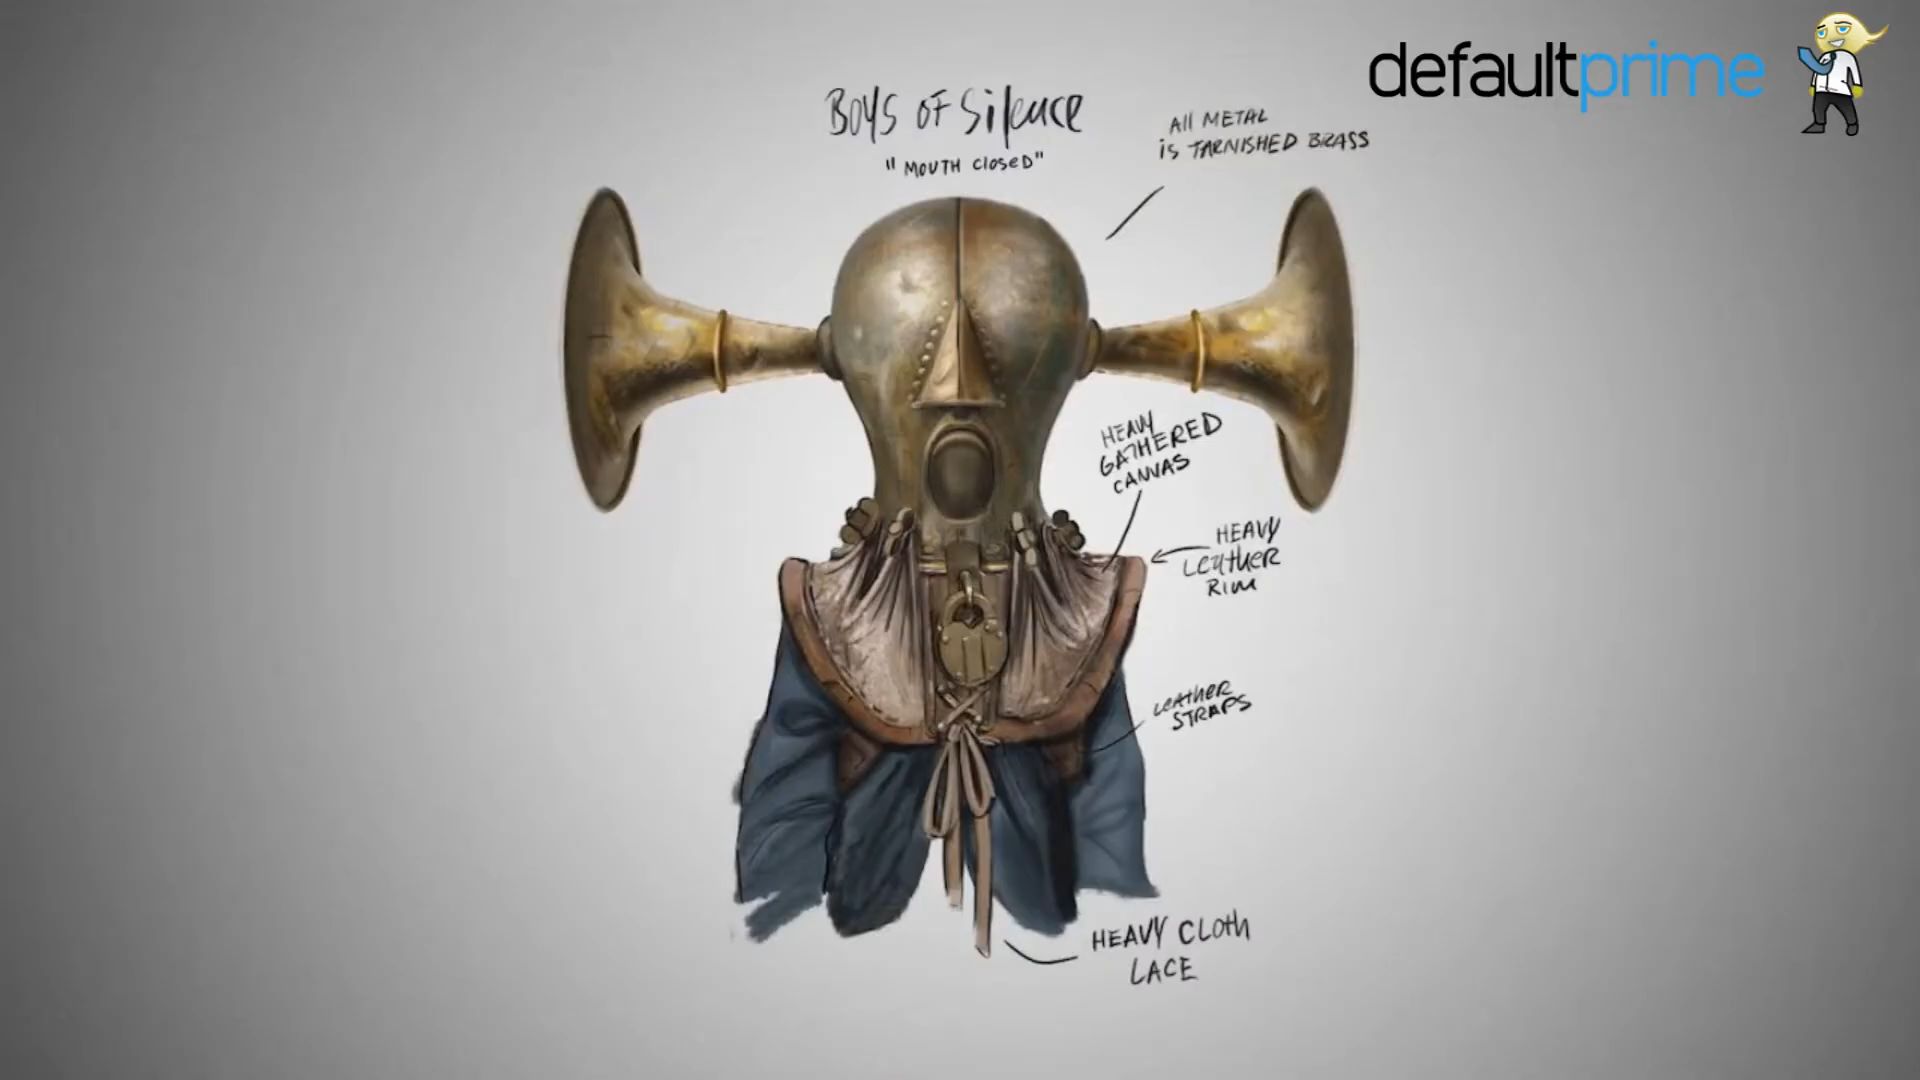 defaultprime
BOYS OF Silence
"MOUTH ClOSED"
All METAL
iS TARNISHED BRASS
HEAVY
GATHERED
CANVAS
HEAVY
LEATHER
RIM
LEATHER
STRAPS
HEAVY CLOTH
LACE